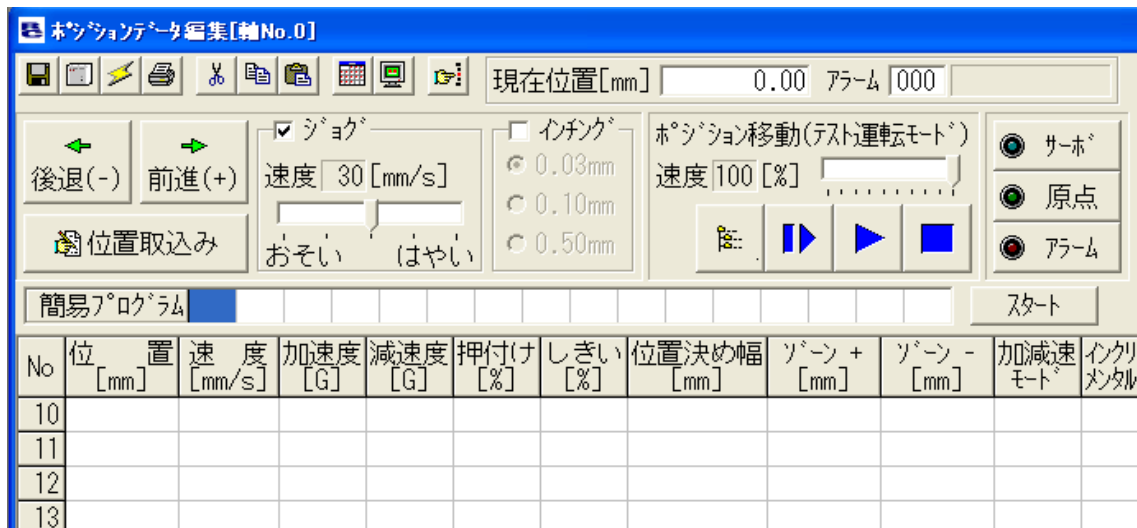 ﾎﾟｼﾞｼｮﾝﾃﾞｰﾀ編集[軸No.0]
現在位置[mm] 0.00 ｱﾗｰﾑ 000
後退(-) 前進(+)
位置取込み
ｼﾞｮｸﾞ
速度 30 [mm/s]
おそい はやい
ｲﾝﾁﾝｸﾞ
0.03mm
0.10mm
0.50mm
ﾎﾟｼﾞｼｮﾝ移動(ﾃｽﾄ運転ﾓｰﾄﾞ)
速度 100 [%]
ｻｰﾎﾞ
原点
ｱﾗｰﾑ
簡易ﾌﾟﾛｸﾞﾗﾑ ｽﾀｰﾄ
No 位置[mm] 速度[mm/s] 加速度[G] 減速度[G] 押付け[%] しきい[%] 位置決め幅[mm] ｿﾞｰﾝ +[mm] ｿﾞｰﾝ -[mm] 加減速ﾓｰﾄﾞ ｲﾝｸﾘﾒﾝﾀﾙ
10
11
12
13